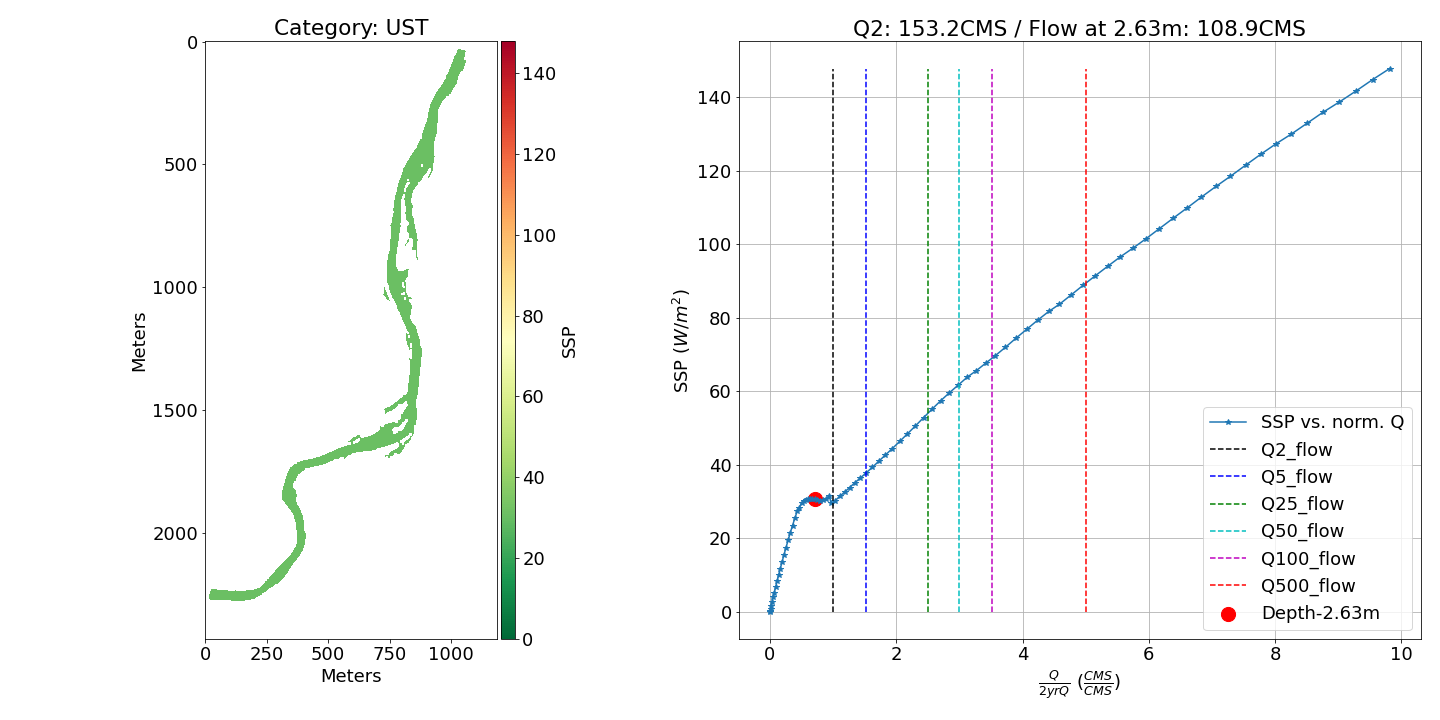 Category: UST
0
500
1000
1500
2000
Meters
0 250 500 750 1000
Meters
140
120
100
80
60
40
20
0
SSP
Q2: 153.2CMS / Flow at 2.63m: 108.9CMS
140
120
100
80
60
40
20
0
SSP (W/m²)
0 2 4 6 8 10
Q/2yrQ (CMS/CMS)
SSP vs. norm. Q
Q2_flow
Q5_flow
Q25_flow
Q50_flow
Q100_flow
Q500_flow
Depth-2.63m